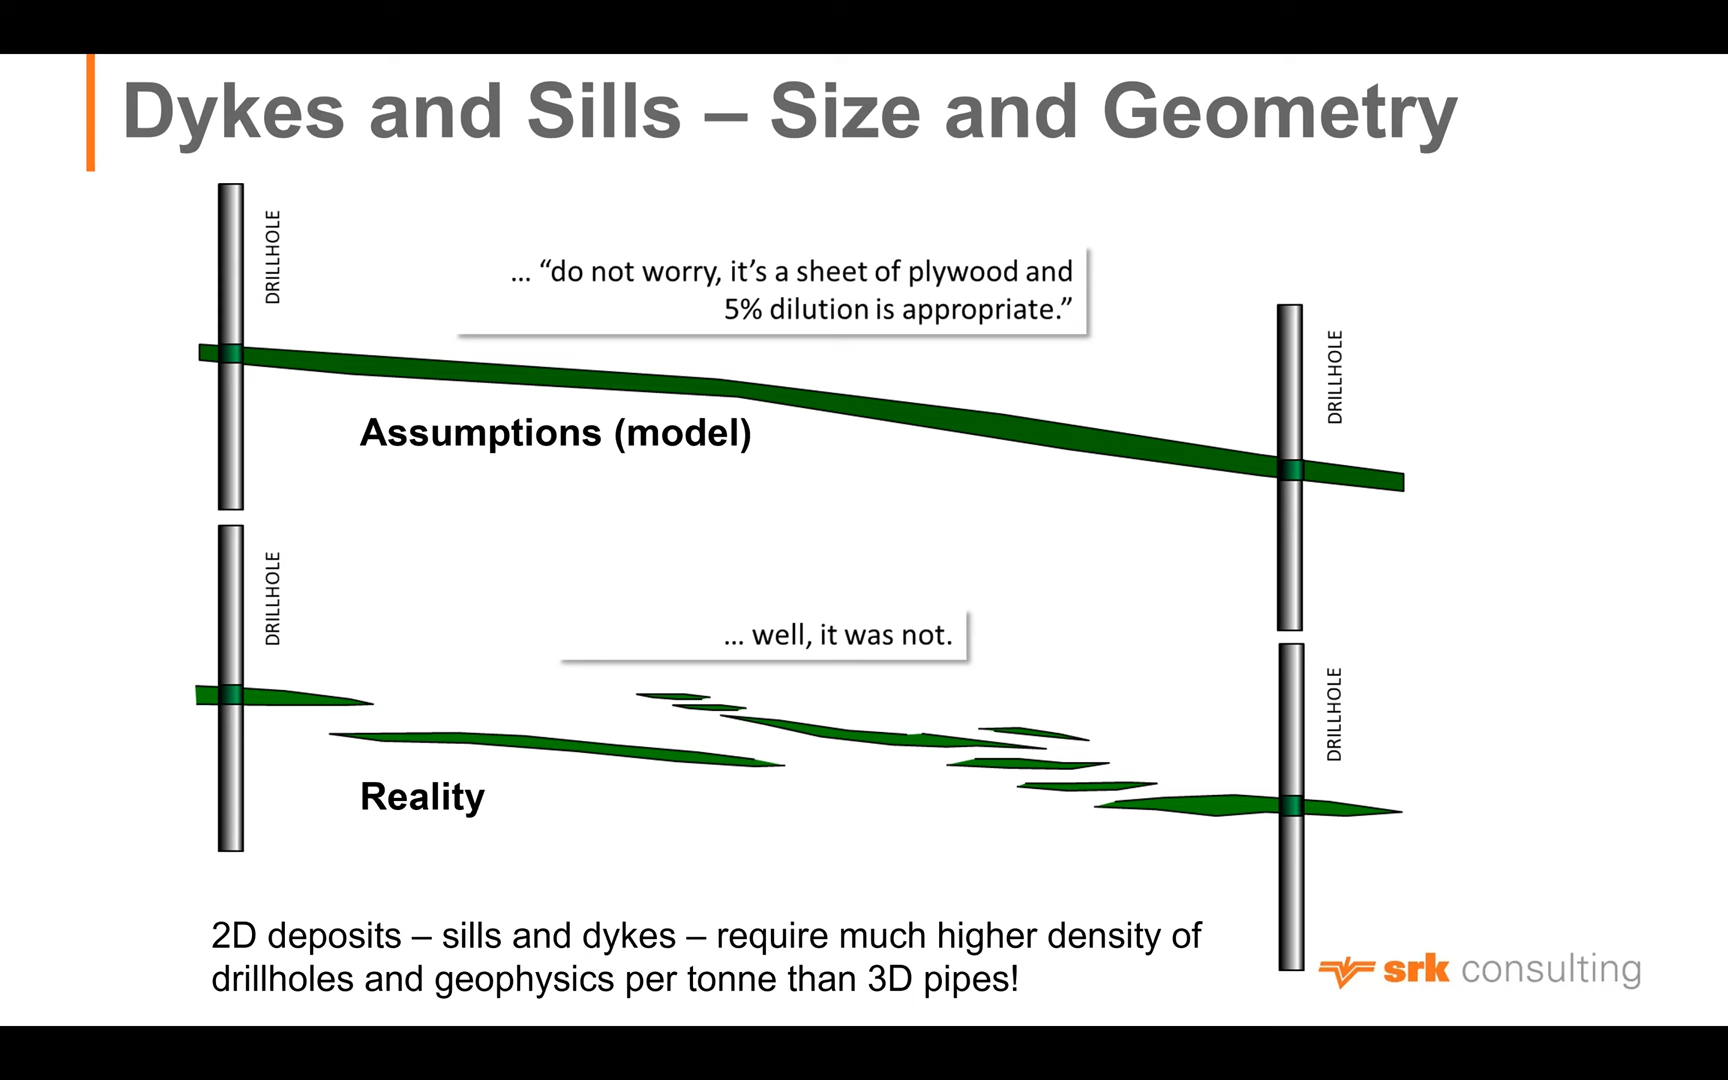 Dykes and Sills – Size and Geometry
DRILLHOLE
... “do not worry, it’s a sheet of plywood and
5% dilution is appropriate.”
DRILLHOLE
Assumptions (model)
DRILLHOLE
... well, it was not.
DRILLHOLE
Reality
2D deposits – sills and dykes – require much higher density of
drillholes and geophysics per tonne than 3D pipes!
srk consulting